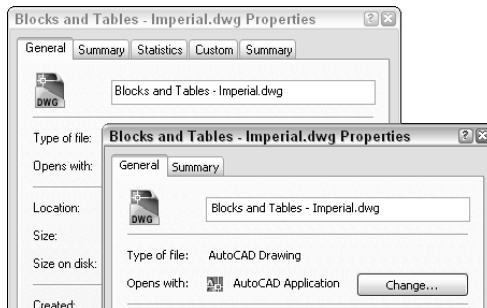 Blocks and Tables - Imperial.dwg Properties
General Summary Statistics Custom Summary
DWG
Blocks and Tables - Imperial.dwg
Type of file:
Opens with:
Location:
Size:
Size on disk:
Created:
Blocks and Tables - Imperial.dwg Properties
General Summary
DWG
Blocks and Tables - Imperial.dwg
Type of file: AutoCAD Drawing
Opens with: AutoCAD Application Change...